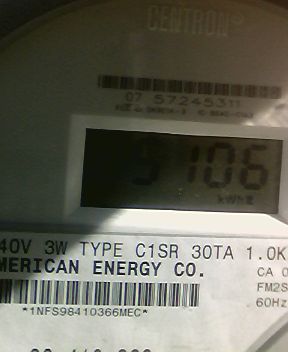 CENTRON®
07 57245311
5106
kWh
40V 3W TYPE C1SR 30TA 1.0K
MERICAN ENERGY CO.
CA 0
FM2S
*1NFS98410366MEC*
60Hz